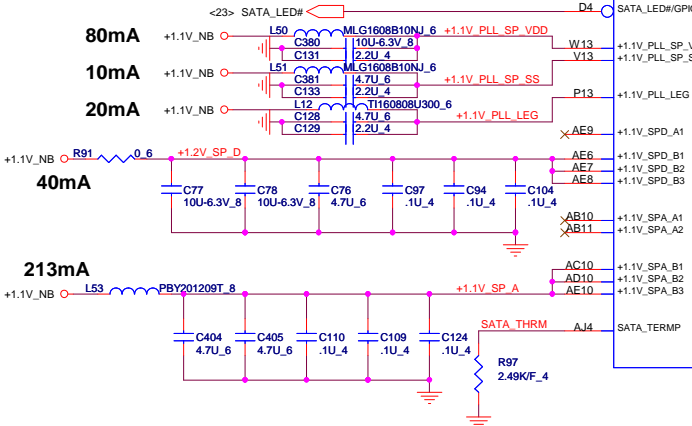 <23> SATA_LED#
D4
SATA_LED#/GPI
80mA
+1.1V_NB
L50
MLG1608B10NJ_6
+1.1V_PLL_SP_VDD
C380
10U-6.3V_8
C131
2.2U_4
W13
+1.1V_PLL_SP_V
V13
+1.1V_PLL_SP_S
10mA
+1.1V_NB
L51
MLG1608B10NJ_6
+1.1V_PLL_SP_SS
C381
4.7U_6
C133
2.2U_4
20mA
+1.1V_NB
L12
TI160808U300_6
+1.1V_PLL_LEG
C128
4.7U_6
C129
2.2U_4
P13
+1.1V_PLL_LEG
AE9
+1.1V_SPD_A1
+1.1V_NB
R91
0_6
+1.2V_SP_D
40mA
AE6
+1.1V_SPD_B1
AE7
+1.1V_SPD_B2
AE8
+1.1V_SPD_B3
C77
10U-6.3V_8
C78
10U-6.3V_8
C76
4.7U_6
C97
.1U_4
C94
.1U_4
C104
.1U_4
AB10
+1.1V_SPA_A1
AB11
+1.1V_SPA_A2
213mA
+1.1V_NB
L53
PBY201209T_8
+1.1V_SP_A
AC10
+1.1V_SPA_B1
AD10
+1.1V_SPA_B2
AE10
+1.1V_SPA_B3
C404
4.7U_6
C405
4.7U_6
C110
.1U_4
C109
.1U_4
C124
.1U_4
SATA_THRM
AJ4
SATA_TERMP
R97
2.49K/F_4